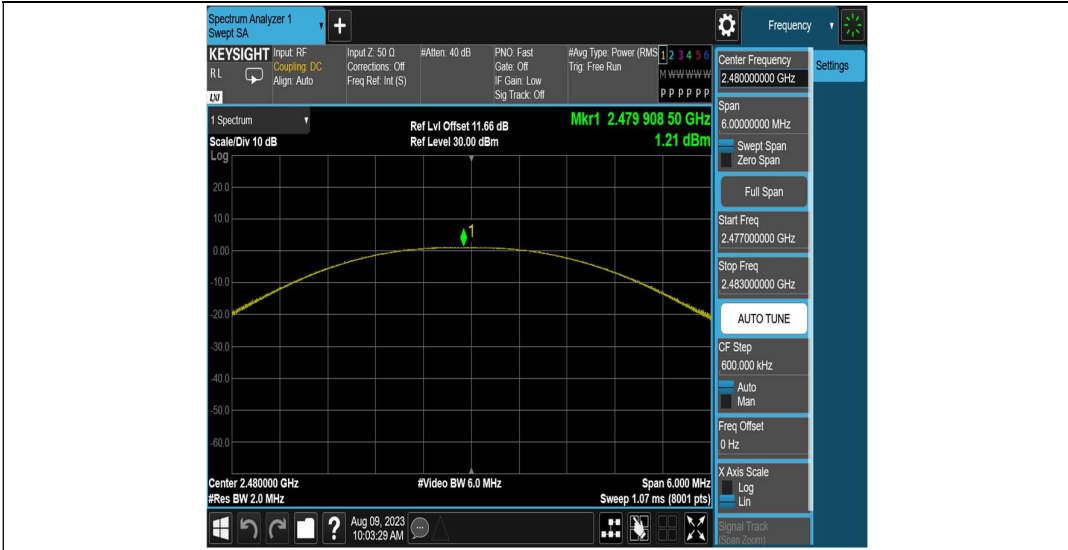 Spectrum Analyzer 1
Swept SA
+
Frequency
KEYSIGHT
RL
LXI
Input: RF
Coupling: DC
Align: Auto
Input Z: 50 Ω
Corrections: Off
Freq Ref: Int (S)
#Atten: 40 dB
PNO: Fast
Gate: Off
IF Gain: Low
Sig Track: Off
#Avg Type: Power (RMS
Trig: Free Run
1 2 3 4 5 6
M W W W W W
P P P P P P
1 Spectrum
Scale/Div 10 dB
Log
Ref Lvl Offset 11.66 dB
Ref Level 30.00 dBm
Mkr1 2.479 908 50 GHz
1.21 dBm
1
20.0
10.0
0.00
-10.0
-20.0
-30.0
-40.0
-50.0
-60.0
Center 2.480000 GHz
#Res BW 2.0 MHz
#Video BW 6.0 MHz
Span 6.000 MHz
Sweep 1.07 ms (8001 pts)
?
Aug 09, 2023
10:03:29 AM
Center Frequency
2.480000000 GHz
Settings
Span
6.00000000 MHz
Swept Span
Zero Span
Full Span
Start Freq
2.477000000 GHz
Stop Freq
2.483000000 GHz
AUTO TUNE
CF Step
600.000 kHz
Auto
Man
Freq Offset
0 Hz
X Axis Scale
Log
Lin
Signal Track
(Span Zoom)